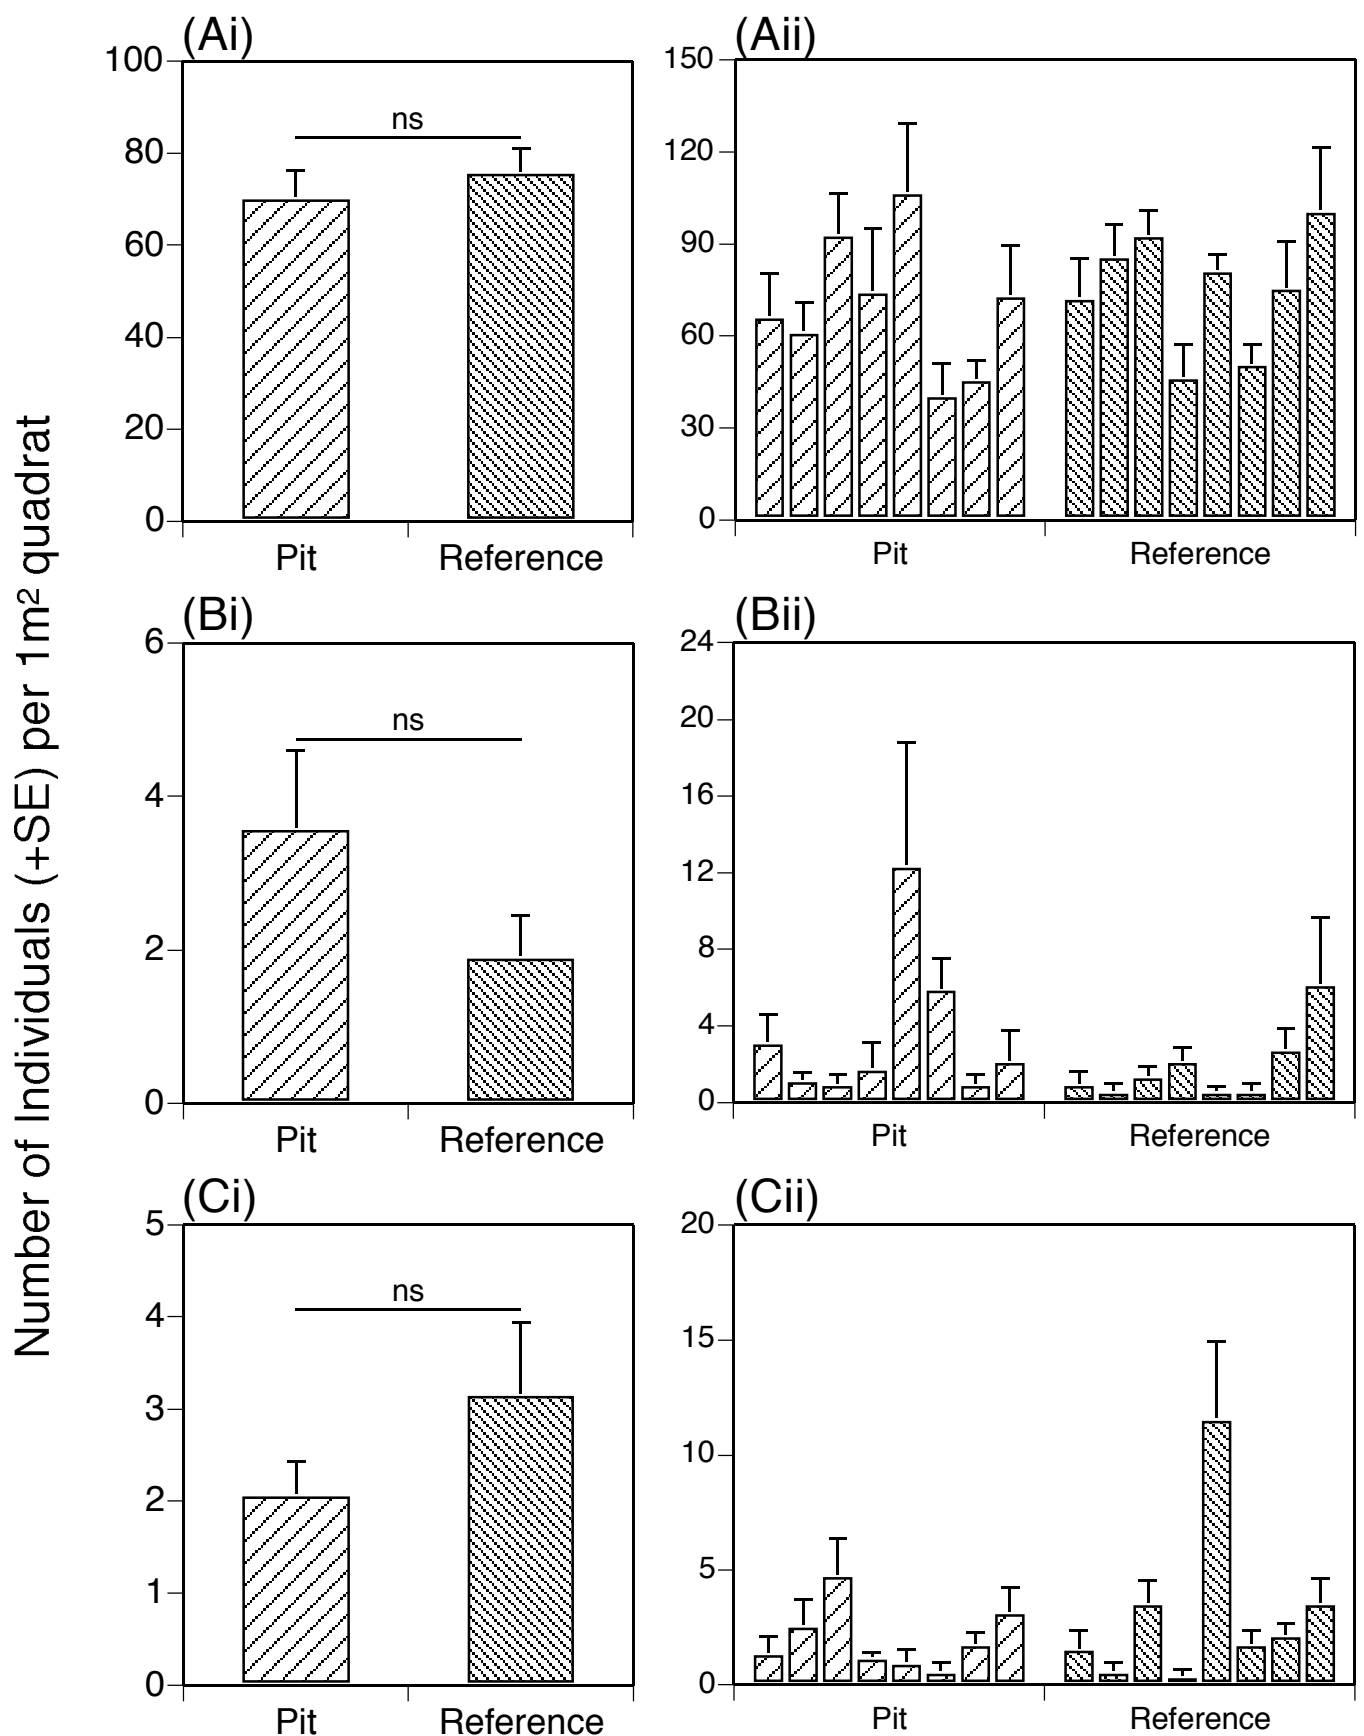 Number of Individuals (+SE) per 1m² quadrat
(Ai)
100
80
60
40
20
0
ns
Pit Reference
(Aii)
150
120
90
60
30
0
Pit Reference
(Bi)
6
4
2
0
ns
Pit Reference
(Bii)
24
20
16
12
8
4
0
Pit Reference
(Ci)
5
4
3
2
1
0
ns
Pit Reference
(Cii)
20
15
10
5
0
Pit Reference